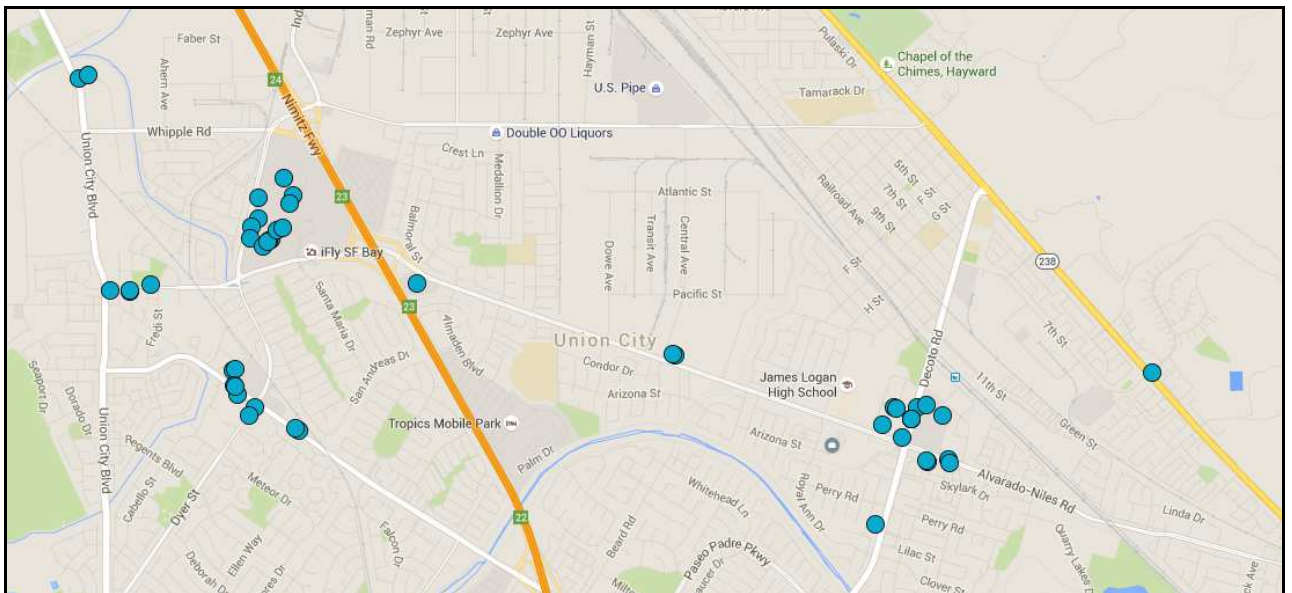 Faber St
Zephyr Ave
Zephyr Ave
Ahern Ave
Haymen St
Pulaski Dr
Chapel of the
Chimes, Hayward
24
U.S. Pipe
Tamarack Dr
Nimitz Fwy
Whipple Rd
Double OO Liquors
Union City Blvd
Crest Ln
Medallion Dr
5th St
7th St
9th St
F St
G St
Railroad Ave
23
Atlantic St
Balmoral St
Transit Ave
Central Ave
Dowe Ave
iFly SF Bay
238
F St
H St
Pacific St
23
Santa Maria Dr
Fredi St
7th St
Union City
Almaden Blvd
San Andreas Dr
Condor Dr
Decoto Rd
James Logan
High School
11th St
Arizona St
Seaport Dr
Dorado Dr
Union City Blvd
Tropics Mobile Park
Arizona St
Green St
Regents Blvd
Palm Dr
Cabello St
Dyer St
Meteor Dr
Whitehead Ln
Royal Ann Dr
Perry Rd
Skylark Dr
Alvarado-Niles Rd
Linda Dr
22
Perry Rd
Beard Rd
Falcon Dr
Ellen Way
Deborah Dr
Paseo Padre Pkwy
Lilac St
Quarry Lakes D
Clover St